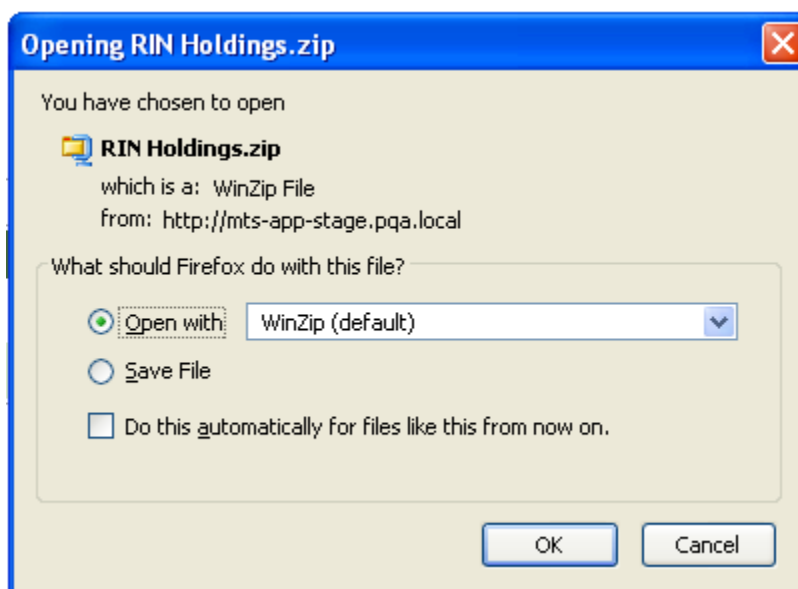 Opening RIN Holdings.zip
You have chosen to open
RIN Holdings.zip
which is a: WinZip File
from: http://mts-app-stage.pqa.local
What should Firefox do with this file?
Open with WinZip (default)
Save File
Do this automatically for files like this from now on.
OK Cancel